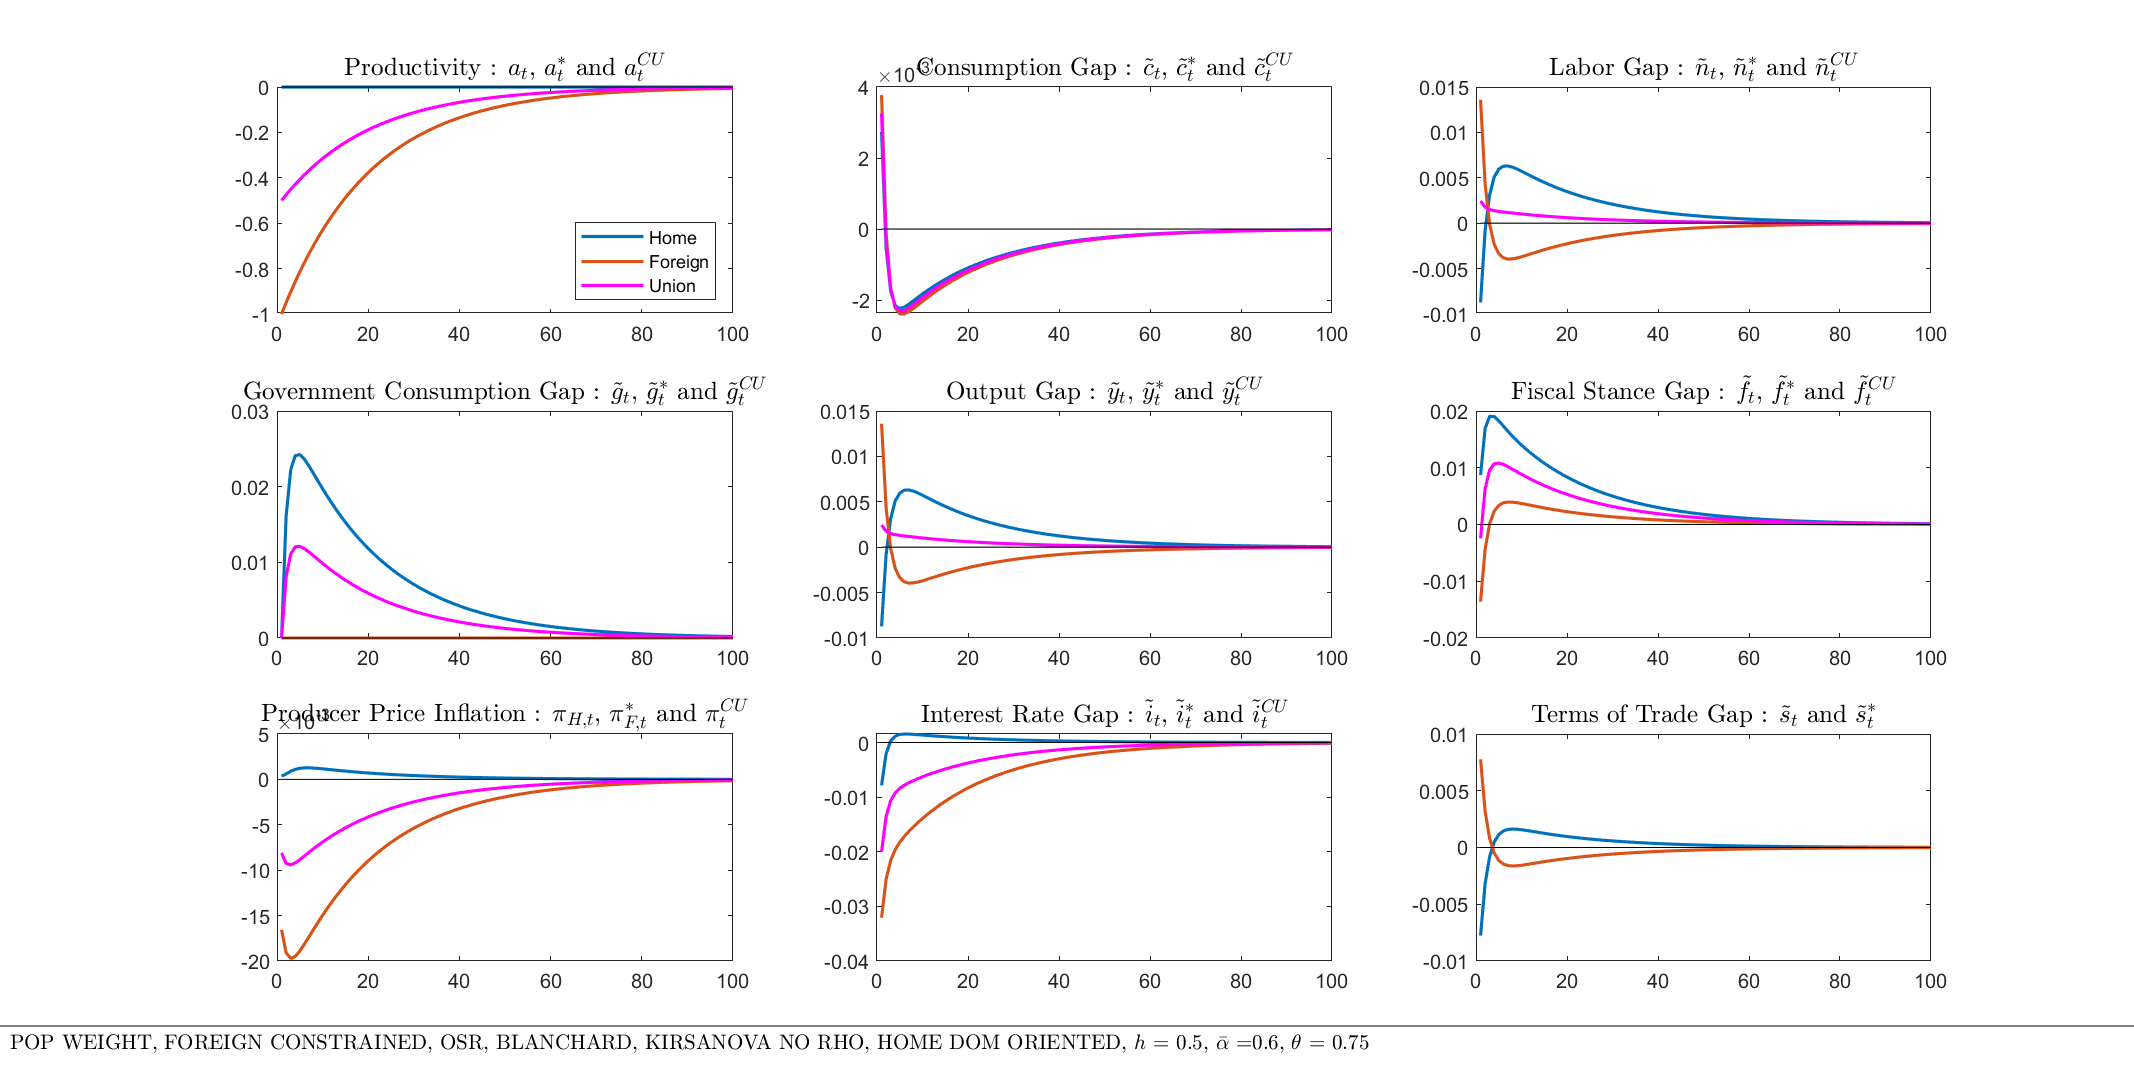 Productivity : a_t, a_t^* and a_t^{CU}
0
-0.2
-0.4
-0.6
-0.8
-1
0 20 40 60 80 100
Home
Foreign
Union
Consumption Gap : c̃_t, c̃_t^* and c̃_t^{CU}
4
2
0
-2
0 20 40 60 80 100
Labor Gap : ñ_t, ñ_t^* and ñ_t^{CU}
0.015
0.01
0.005
0
-0.005
-0.01
0 20 40 60 80 100
Government Consumption Gap : g̃_t, g̃_t^* and g̃_t^{CU}
0.03
0.02
0.01
0
0 20 40 60 80 100
Output Gap : ỹ_t, ỹ_t^* and ỹ_t^{CU}
0.015
0.01
0.005
0
-0.005
-0.01
0 20 40 60 80 100
Fiscal Stance Gap : f̃_t, f̃_t^* and f̃_t^{CU}
0.02
0.01
0
-0.01
-0.02
0 20 40 60 80 100
Producer Price Inflation : π_{H,t}, π_{F,t}^* and π_t^{CU}
5
0
-5
-10
-15
-20
0 20 40 60 80 100
Interest Rate Gap : ĩ_t, ĩ_t^* and ĩ_t^{CU}
0
-0.01
-0.02
-0.03
-0.04
0 20 40 60 80 100
Terms of Trade Gap : s̃_t and s̃_t^*
0.01
0.005
0
-0.005
-0.01
0 20 40 60 80 100
POP WEIGHT, FOREIGN CONSTRAINED, OSR, BLANCHARD, KIRSANOVA NO RHO, HOME DOM ORIENTED, h = 0.5, ᾱ =0.6, θ = 0.75